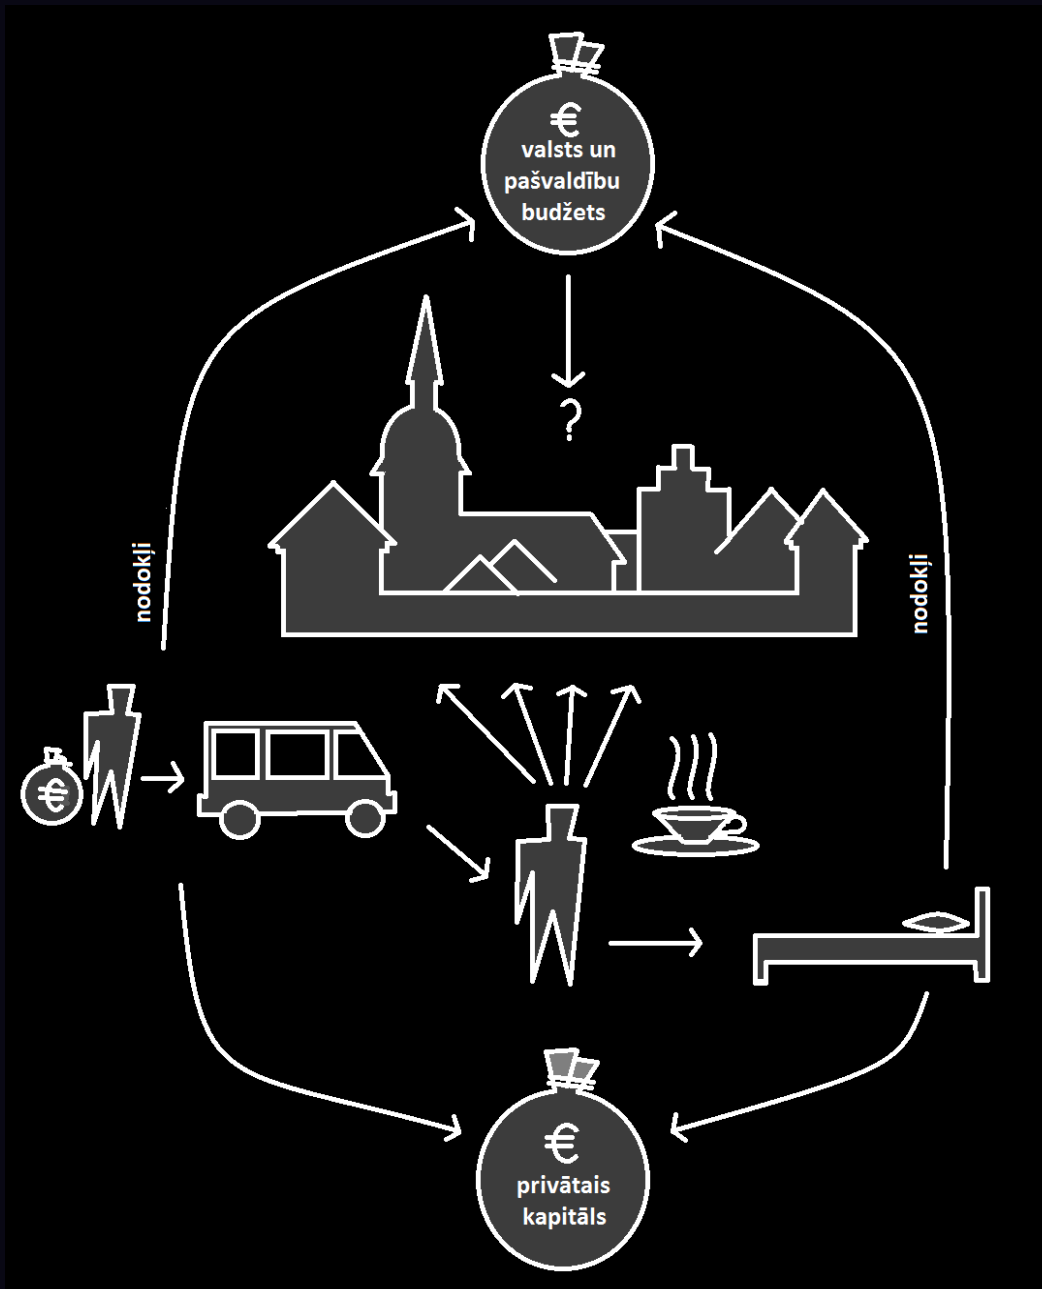 €
valsts un
pašvaldību
budžets
?
nodokļi
nodokļi
€
€
privātais
kapitāls